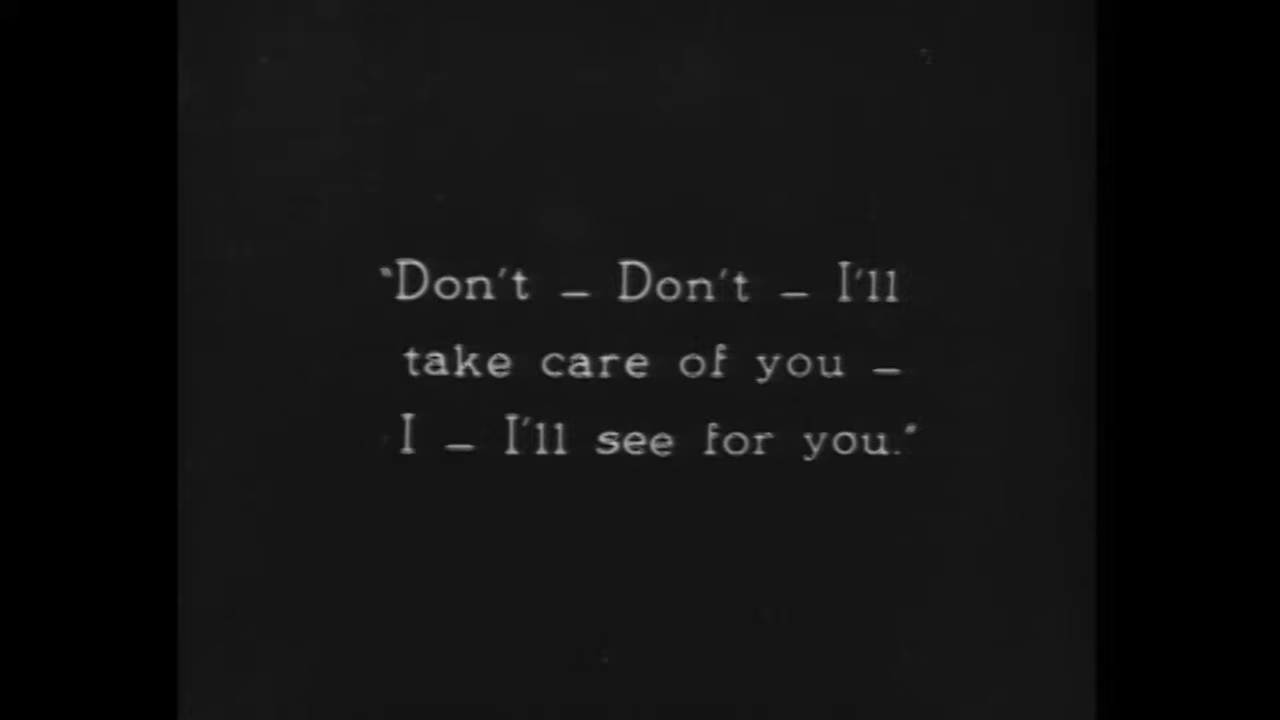 "Don't – Don't – I'll
take care of you –
I – I'll see for you."